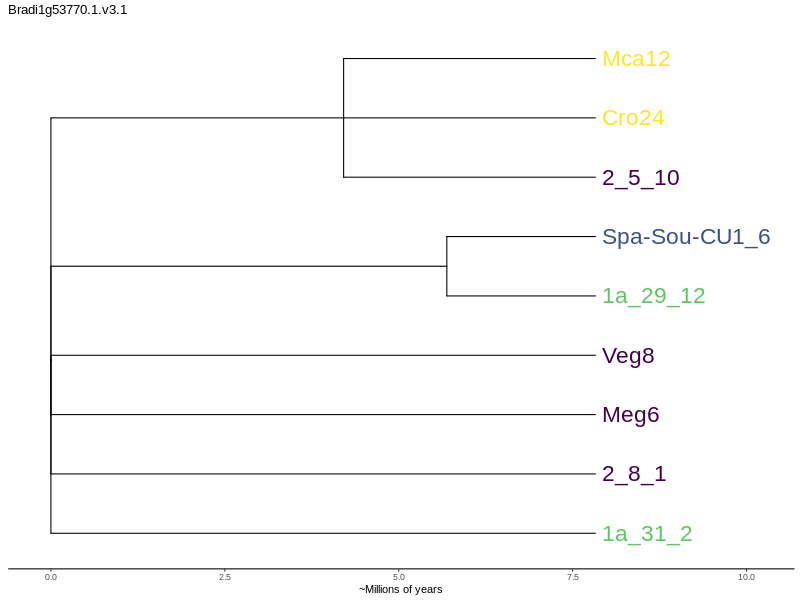 Bradi1g53770.1.v3.1
Mca12
Cro24
2_5_10
Spa-Sou-CU1_6
1a_29_12
Veg8
Meg6
2_8_1
1a_31_2
0.0 2.5 5.0 7.5 10.0
~Millions of years